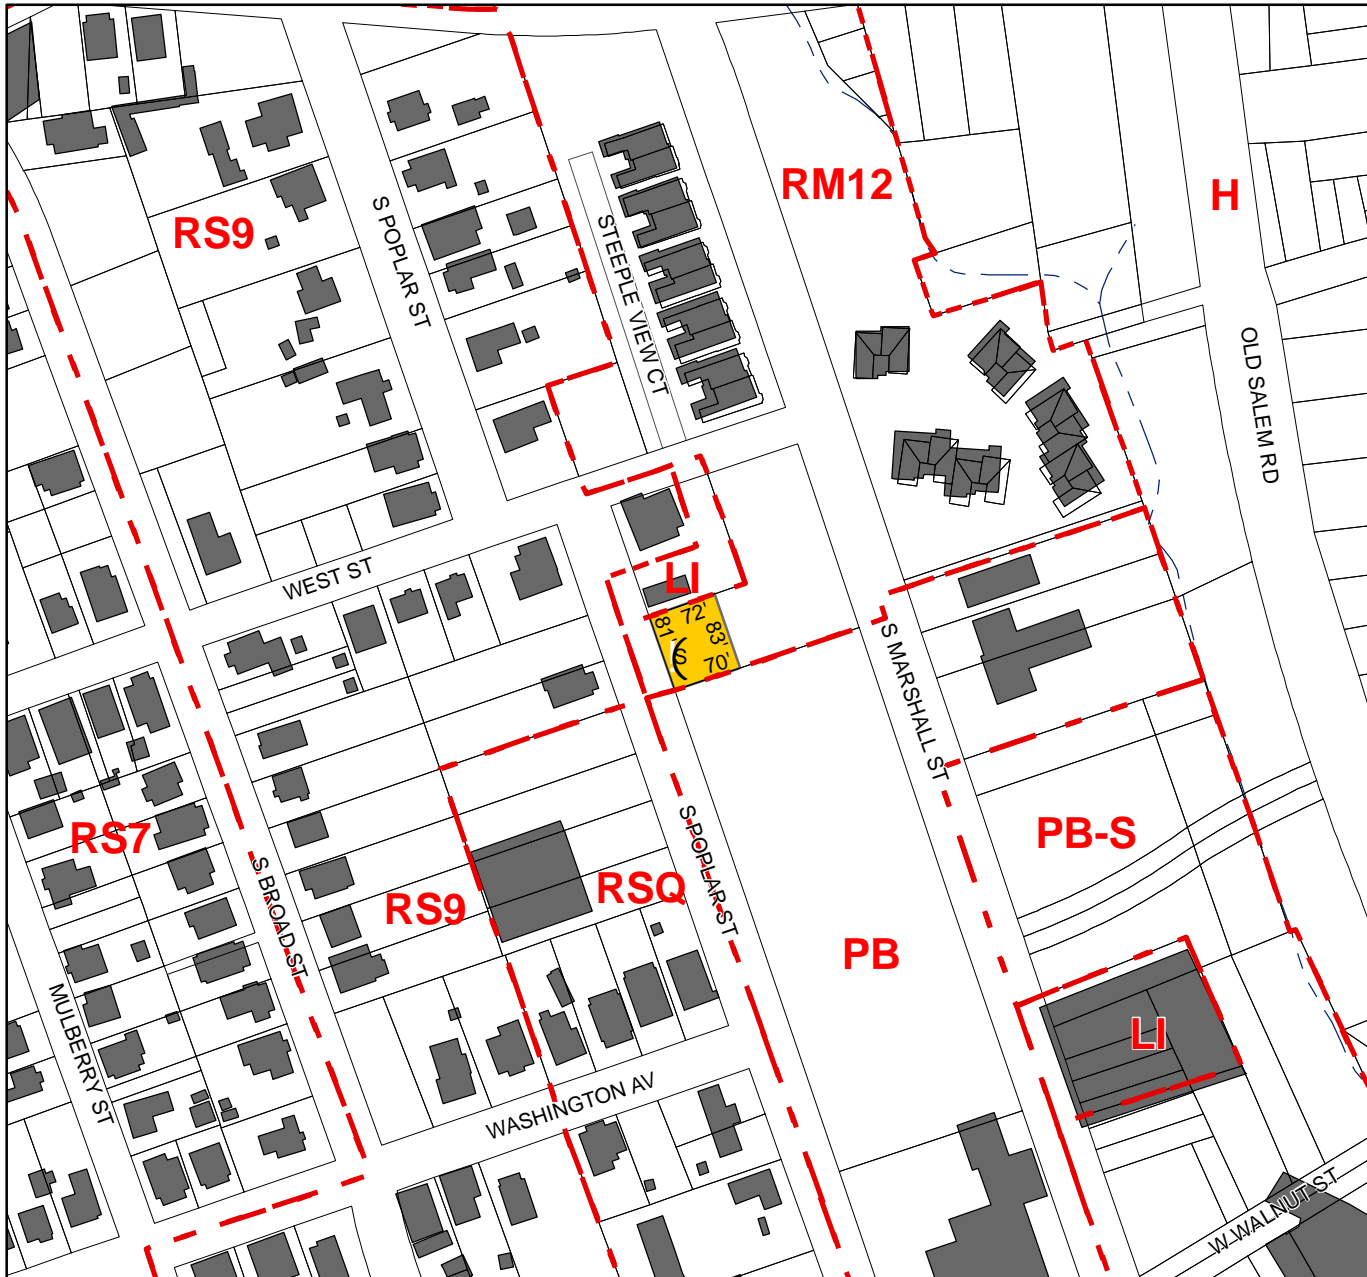 RM12
H
RS9
S POPLAR ST
STEEPLE VIEW CT
OLD SALEM RD
WEST ST
LI
72'
81'
83'
S
70'
S MARSHALL ST
RS7
S BROAD ST
RS9
RSQ
S POPLAR ST
PB-S
PB
MULBERRY ST
LI
WASHINGTON AV
W WALNUT ST